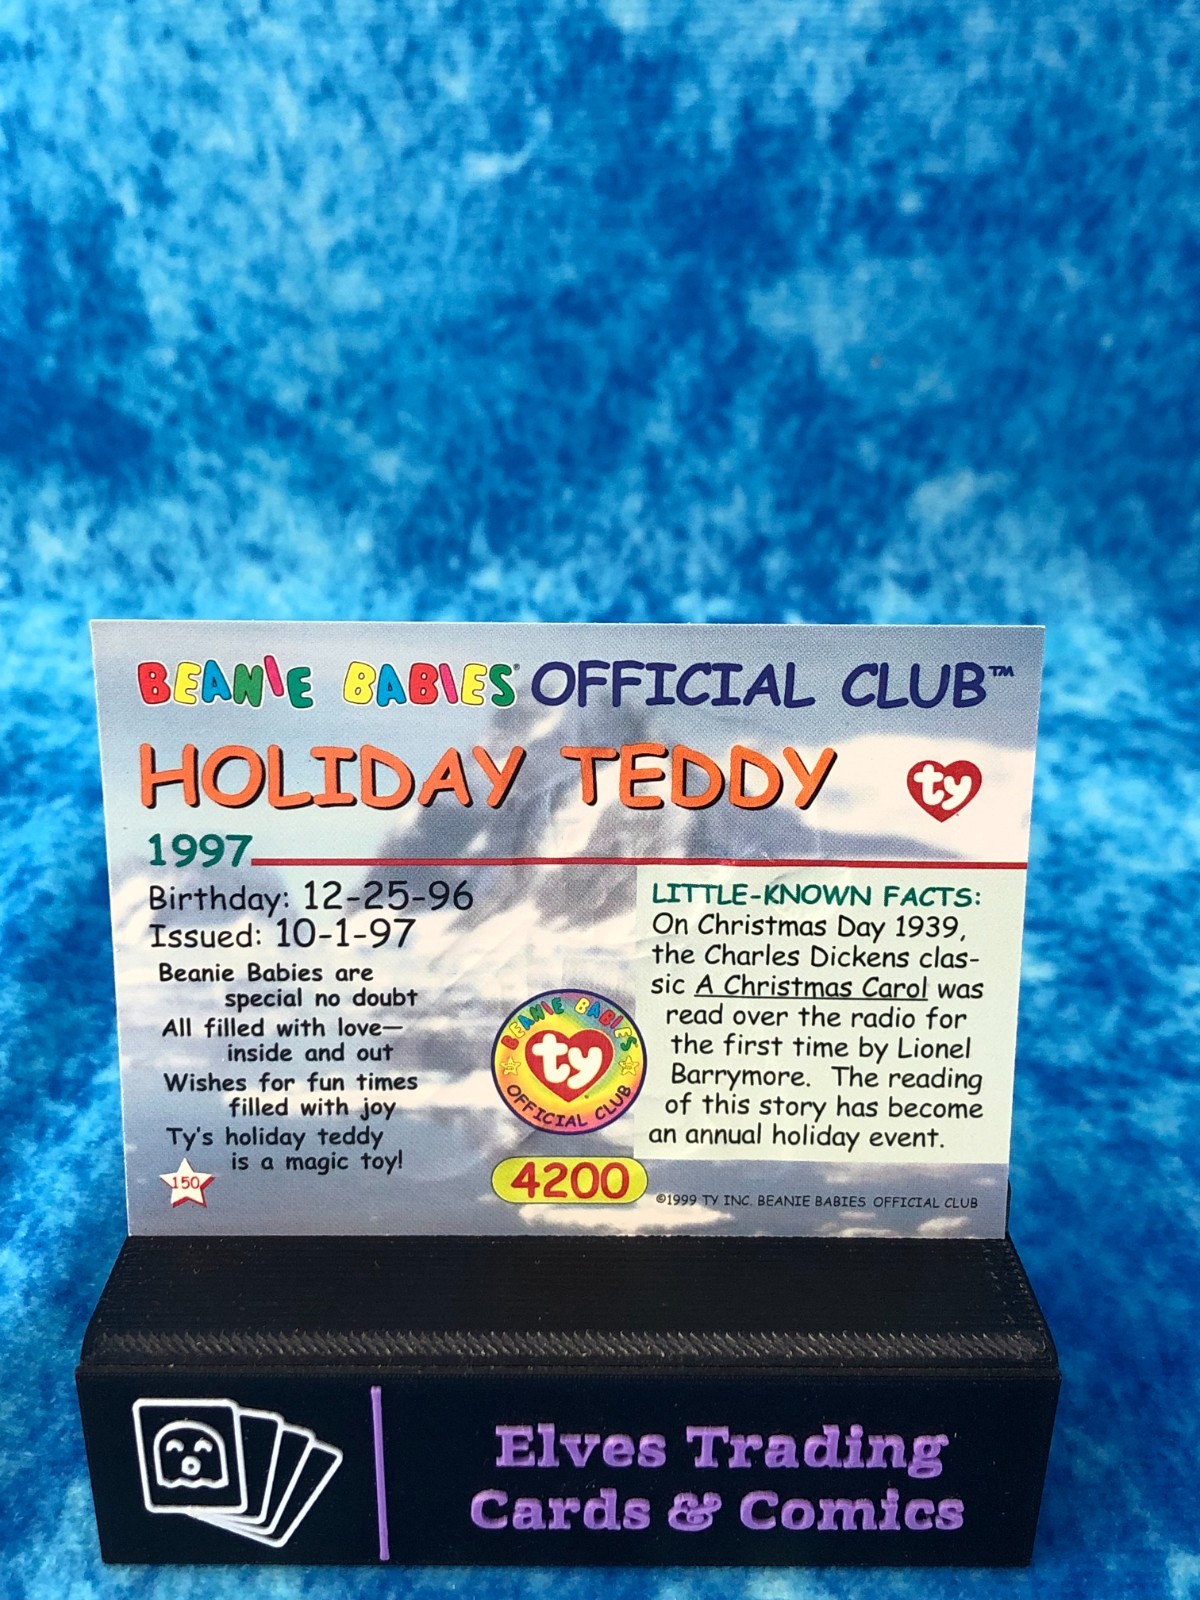 BEANIE BABIES® OFFICIAL CLUB™
HOLIDAY TEDDY
ty
1997
Birthday: 12-25-96
Issued: 10-1-97
Beanie Babies are
special no doubt
All filled with love—
inside and out
Wishes for fun times
filled with joy
Ty's holiday teddy
is a magic toy!
150
BEANIE BABIES
ty
OFFICIAL CLUB
4200
LITTLE-KNOWN FACTS:
On Christmas Day 1939,
the Charles Dickens clas-
sic A Christmas Carol was
read over the radio for
the first time by Lionel
Barrymore. The reading
of this story has become
an annual holiday event.
©1999 TY INC. BEANIE BABIES OFFICIAL CLUB
Elves Trading
Cards & Comics